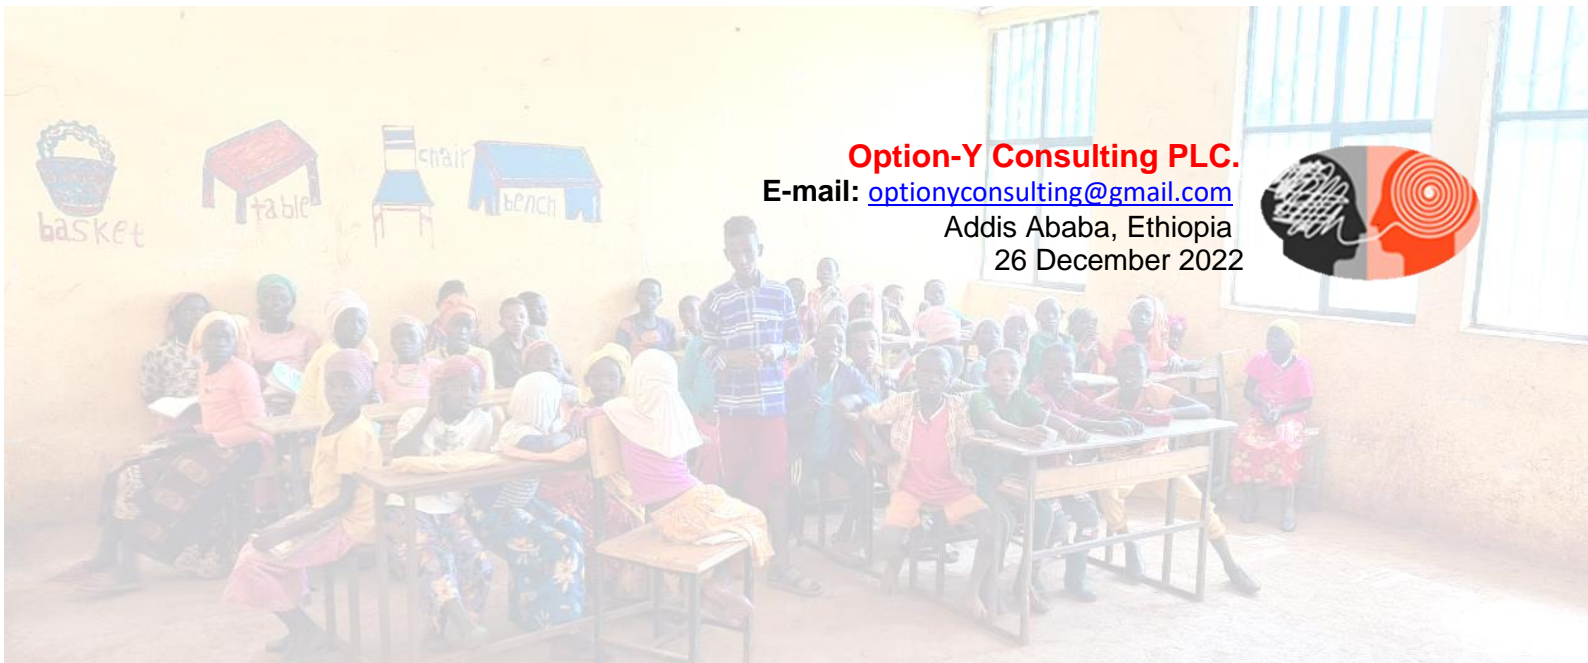 Option-Y Consulting PLC.
E-mail: optionyconsulting@gmail.com
Addis Ababa, Ethiopia
26 December 2022
basket
table
chair
bench